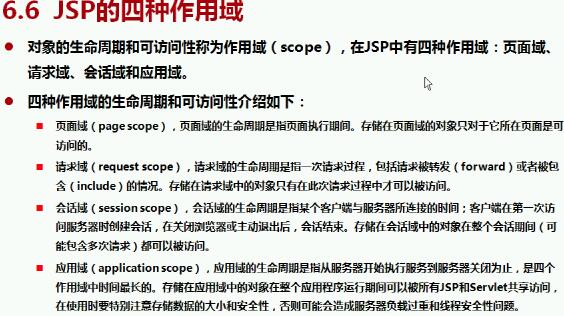 6.6 JSP的四种作用域
对象的生命周期和可访问性称为作用域（scope），在JSP中有四种作用域：页面域、
请求域、会话域和应用域。
四种作用域的生命周期和可访问性介绍如下：
页面域（page scope），页面域的生命周期是指页面执行期间。存储在页面域的对象只对于它所在页面是可
访问的。
请求域（request scope），请求域的生命周期是指一次请求过程，包括请求被转发（forward）或者被包
含（include）的情况。存储在请求域中的对象只有在此次请求过程中才可以被访问。
会话域（session scope），会话域的生命周期是指某个客户端与服务器所连接的时间；客户端在第一次访
问服务器时创建会话，在关闭浏览器或主动退出后，会话结束。存储在会话域中的对象在整个会话期间（可
能包含多次请求）都可以被访问。
应用域（application scope），应用域的生命周期是指从服务器开始执行服务到服务器关闭为止，是四个
作用域中时间最长的。存储在应用域中的对象在整个应用程序运行期间可以被所有JSP和Servlet共享访问，
在使用时要特别注意存储数据的大小和安全性，否则可能会造成服务器负载过重和线程安全性问题。